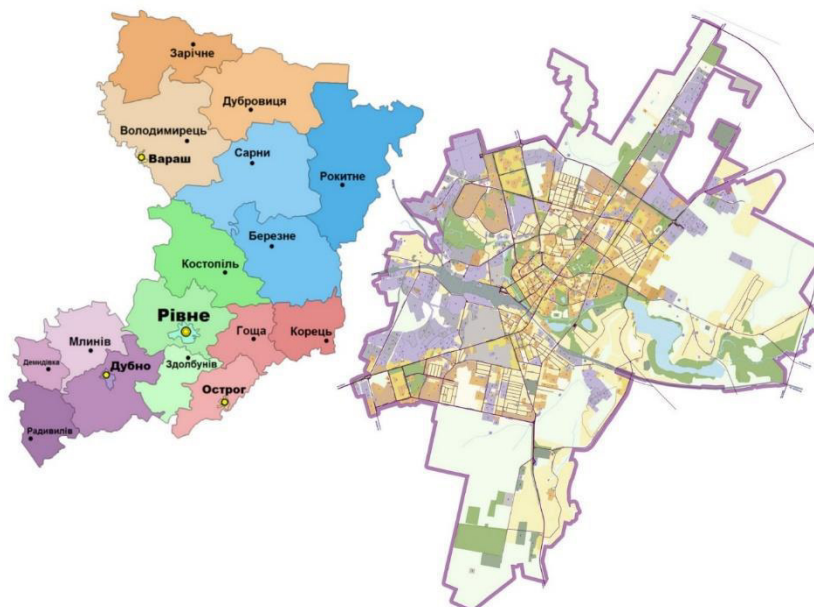 Зарічне
Дубровиця
Володимирець
Вараш
Сарни
Рокитне
Березне
Костопіль
Рівне
Гоща
Корець
Млинів
Демидівка
Здолбунів
Дубно
Острог
Радивилів